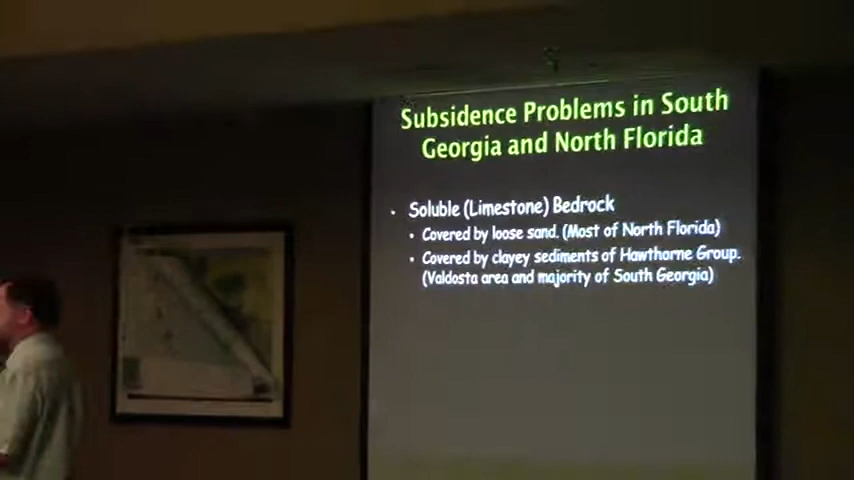 Subsidence Problems in South
Georgia and North Florida
• Soluble (Limestone) Bedrock
• Covered by loose sand. (Most of North Florida)
• Covered by clayey sediments of Hawthorne Group.
(Valdosta area and majority of South Georgia)